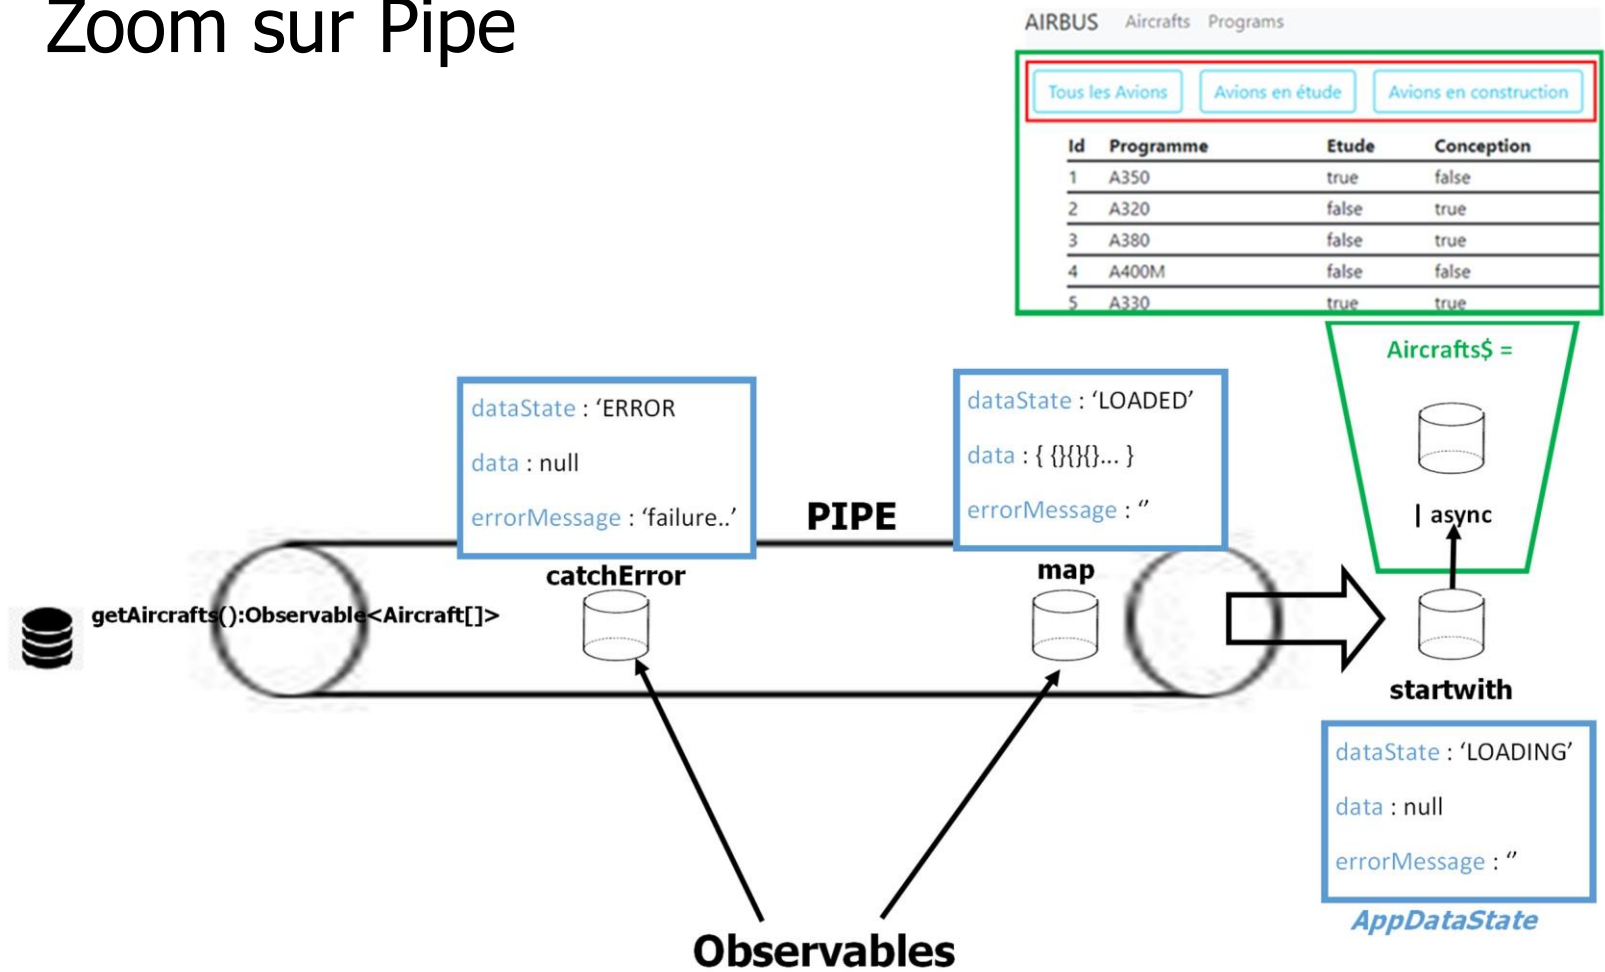 Zoom sur Pipe
AIRBUS Aircrafts Programs
Tous les Avions Avions en étude Avions en construction
Id Programme Etude Conception
1 A350 true false
2 A320 false true
3 A380 false true
4 A400M false false
5 A330 true true
Aircrafts$ =
| async
dataState : ‘ERROR
data : null
errorMessage : ‘failure..’
PIPE
dataState : ‘LOADED’
data : { {}{}{}... }
errorMessage : ‘’
catchError
map
getAircrafts():Observable<Aircraft[]>
startwith
dataState : ‘LOADING’
data : null
errorMessage : ‘’
AppDataState
Observables